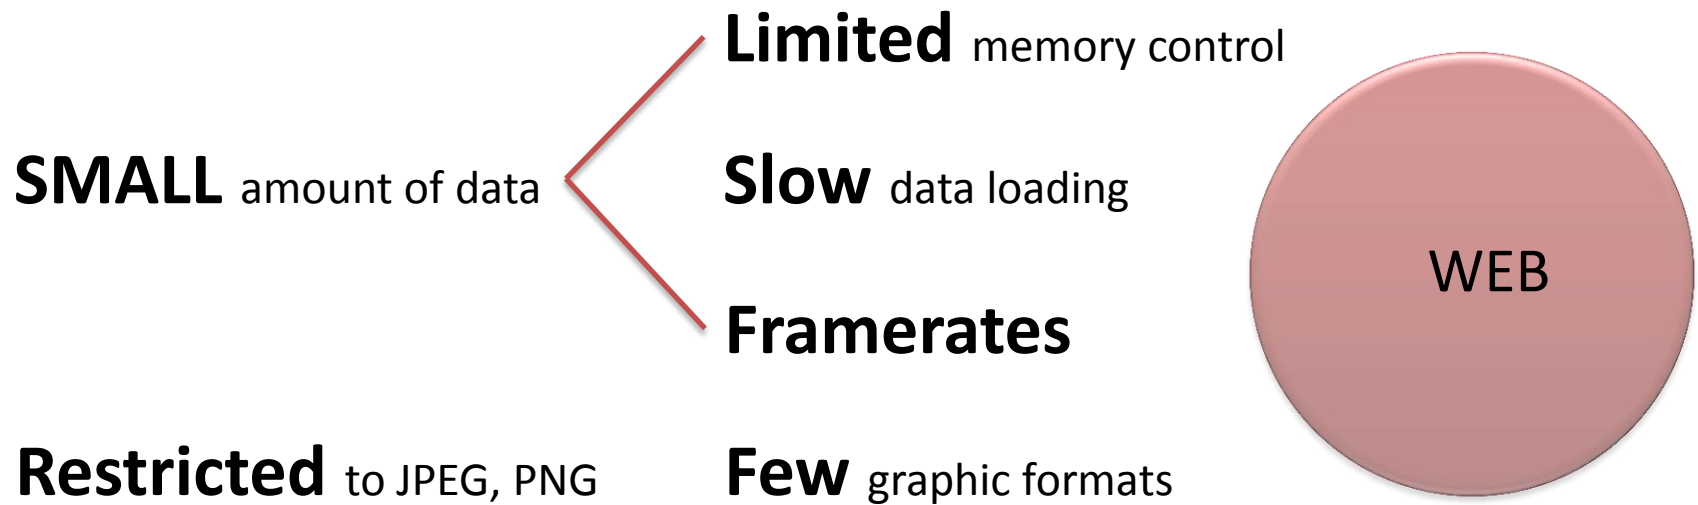 Limited memory control
SMALL amount of data
Slow data loading
WEB
Framerates
Restricted to JPEG, PNG
Few graphic formats